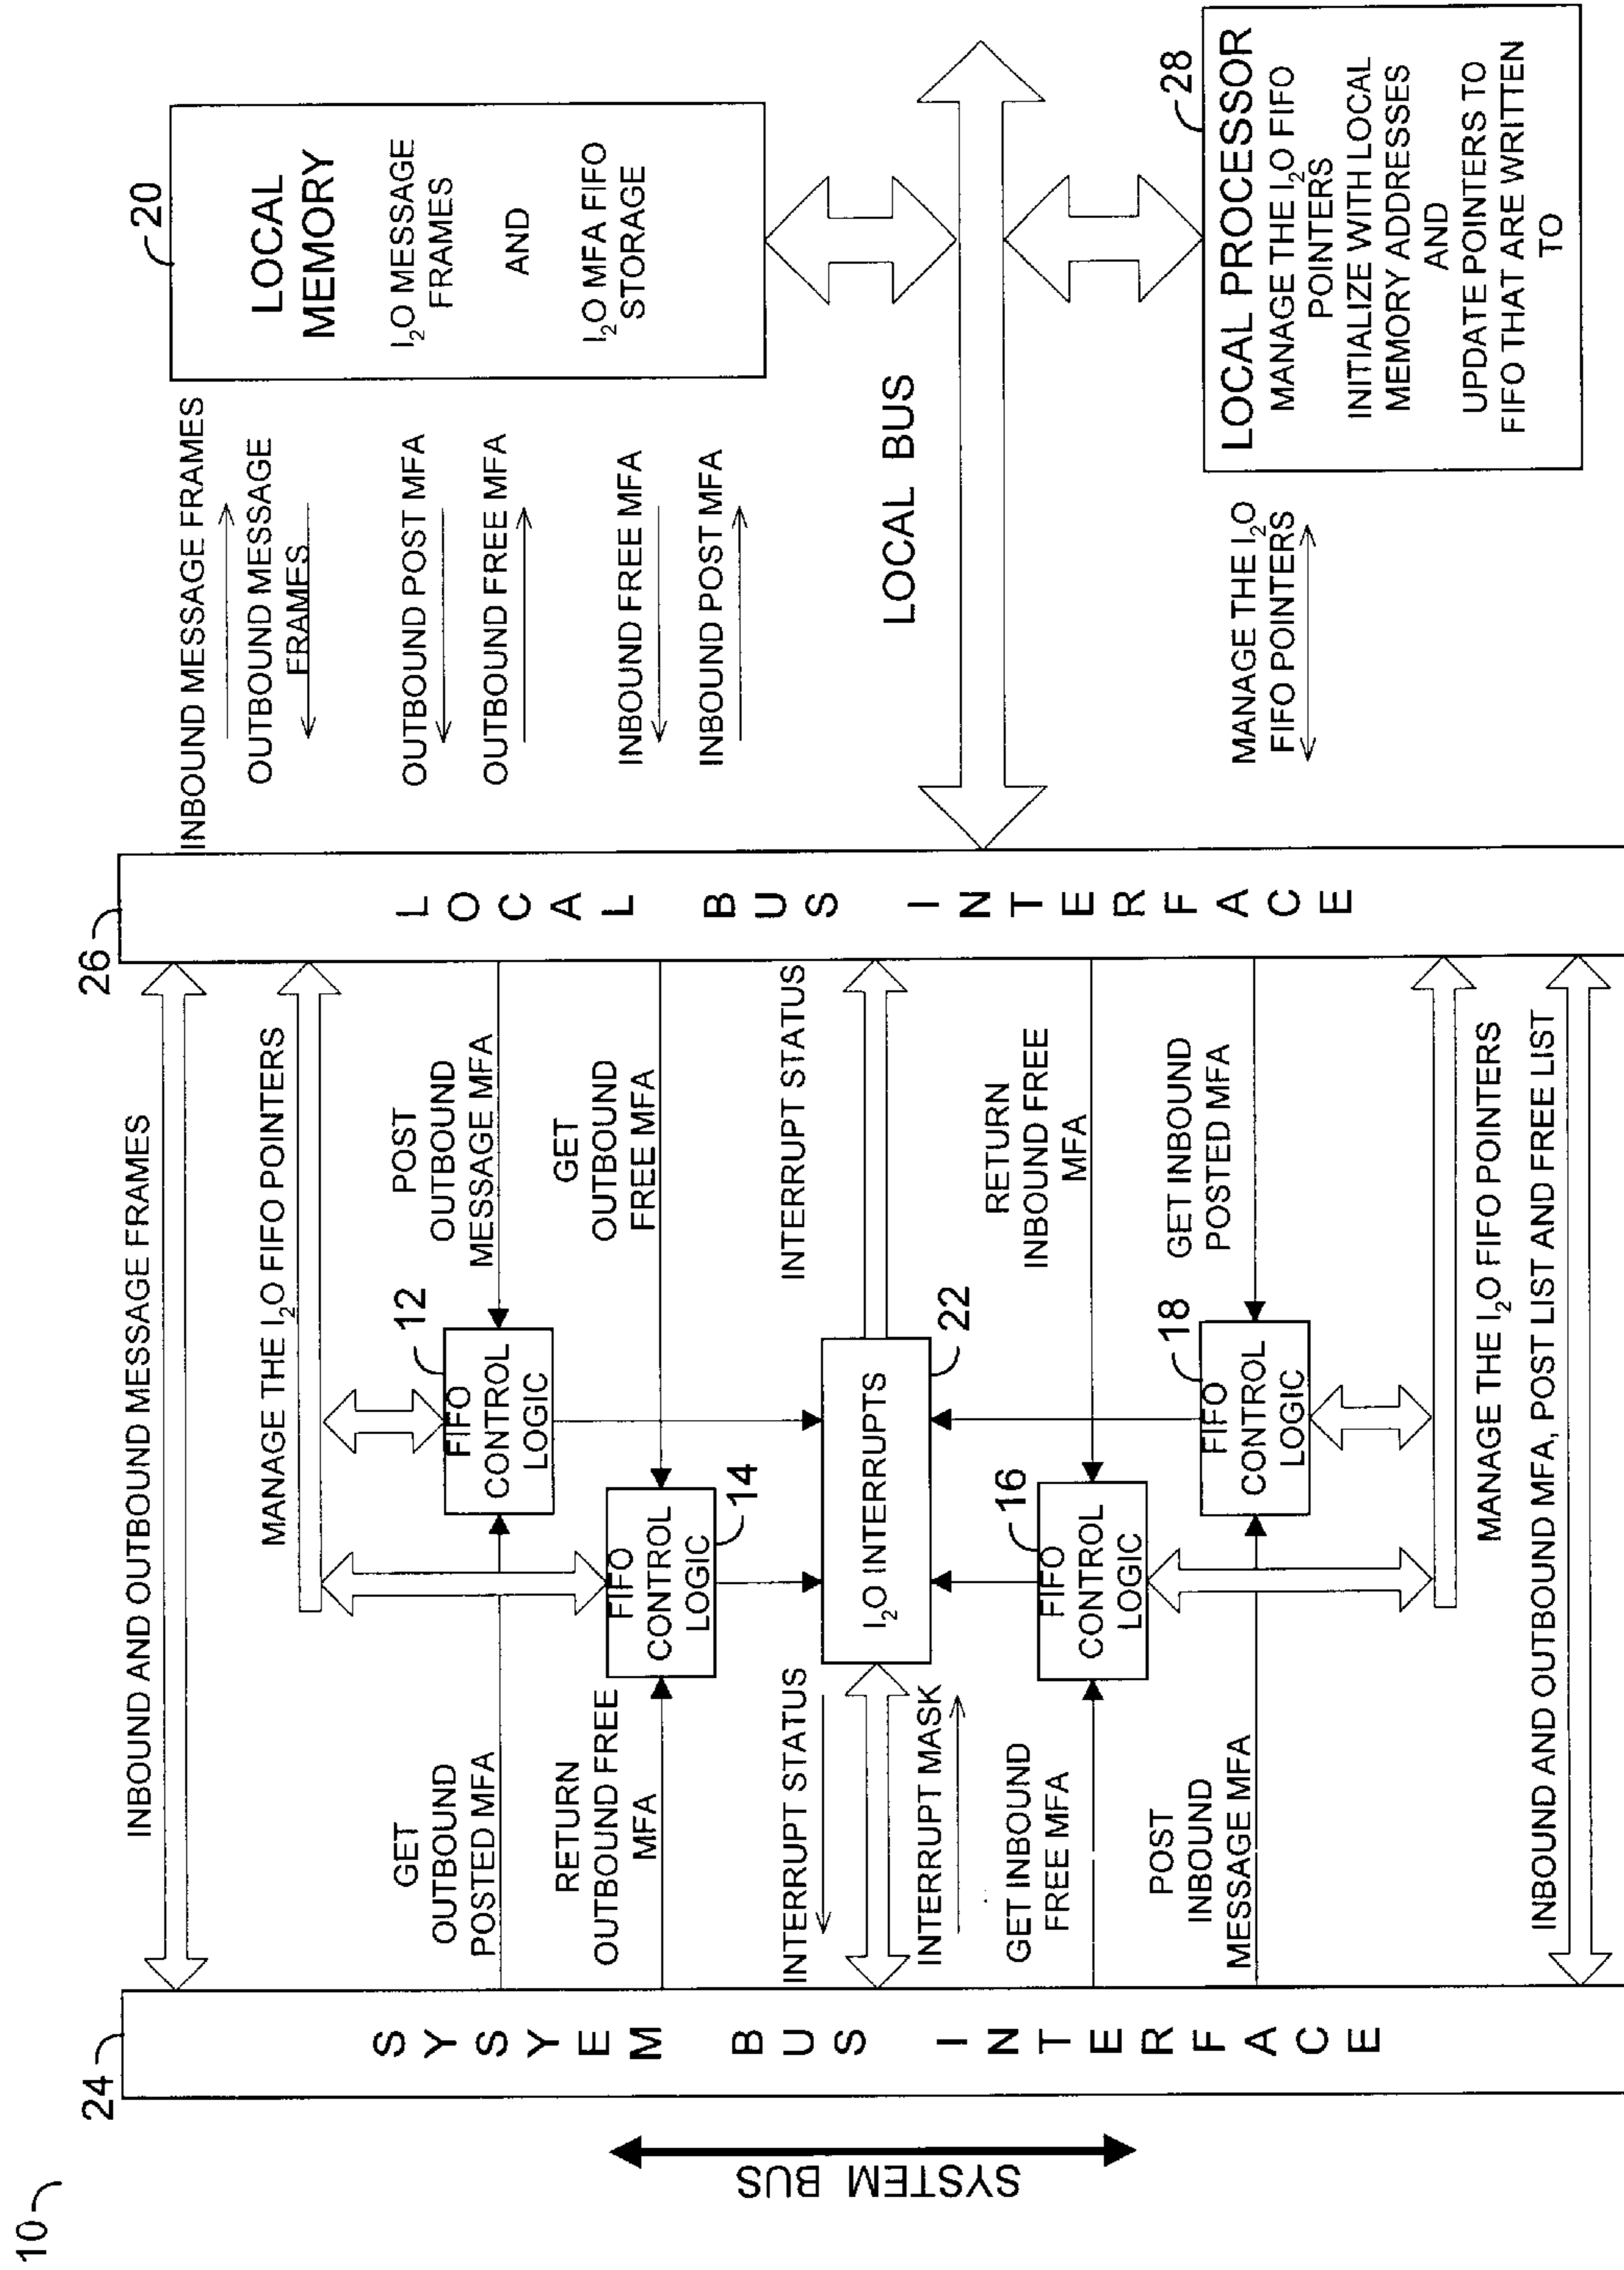 10
24
SYSYEM BUS INTERFACE
SYSTEM BUS
INBOUND AND OUTBOUND MESSAGE FRAMES
MANAGE THE I₂O FIFO POINTERS
GET
OUTBOUND
POSTED MFA
12
FIFO
CONTROL
LOGIC
POST
OUTBOUND
MESSAGE MFA
RETURN
OUTBOUND FREE
MFA
FIFO
CONTROL
LOGIC
14
GET
OUTBOUND
FREE MFA
INTERRUPT STATUS
INTERRUPT MASK
I₂O INTERRUPTS
22
INTERRUPT STATUS
GET INBOUND
FREE MFA
16
FIFO
CONTROL
LOGIC
RETURN
INBOUND FREE
MFA
POST
INBOUND
MESSAGE MFA
18
FIFO
CONTROL
LOGIC
GET INBOUND
POSTED MFA
MANAGE THE I₂O FIFO POINTERS
INBOUND AND OUTBOUND MFA, POST LIST AND FREE LIST
26
LOCAL BUS INTERFACE
INBOUND MESSAGE FRAMES
OUTBOUND MESSAGE
FRAMES
OUTBOUND POST MFA
OUTBOUND FREE MFA
INBOUND FREE MFA
INBOUND POST MFA
LOCAL BUS
MANAGE THE I₂O
FIFO POINTERS
20
LOCAL
MEMORY
I₂O MESSAGE
FRAMES
AND
I₂O MFA FIFO
STORAGE
28
LOCAL PROCESSOR
MANAGE THE I₂O FIFO
POINTERS
INITIALIZE WITH LOCAL
MEMORY ADDRESSES
AND
UPDATE POINTERS TO
FIFO THAT ARE WRITTEN
TO